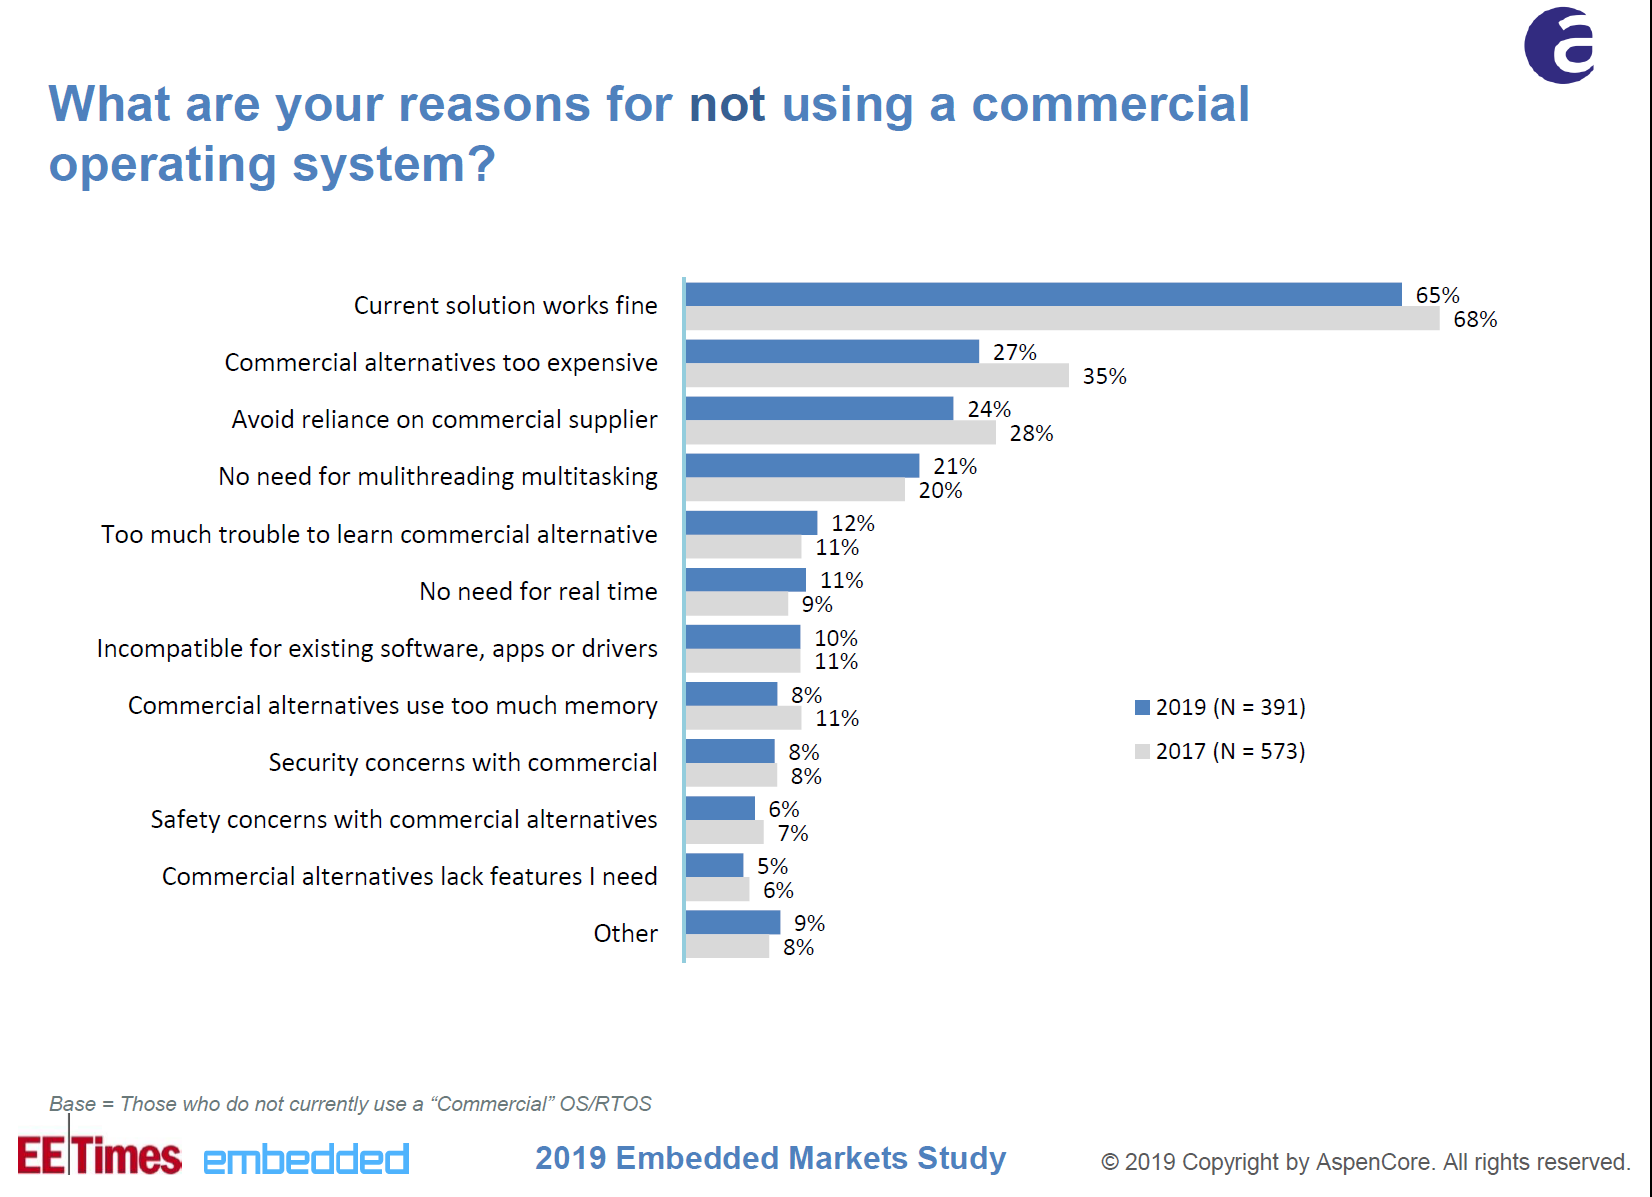 a
What are your reasons for not using a commercial
operating system?
Current solution works fine
65%
68%
Commercial alternatives too expensive
27%
35%
Avoid reliance on commercial supplier
24%
28%
No need for mulithreading multitasking
21%
20%
Too much trouble to learn commercial alternative
12%
11%
No need for real time
11%
9%
Incompatible for existing software, apps or drivers
10%
11%
Commercial alternatives use too much memory
8%
11%
Security concerns with commercial
8%
8%
Safety concerns with commercial alternatives
6%
7%
Commercial alternatives lack features I need
5%
6%
Other
9%
8%
2019 (N = 391)
2017 (N = 573)
Base = Those who do not currently use a “Commercial” OS/RTOS
EE|Times embedded 2019 Embedded Markets Study © 2019 Copyright by AspenCore. All rights reserved.